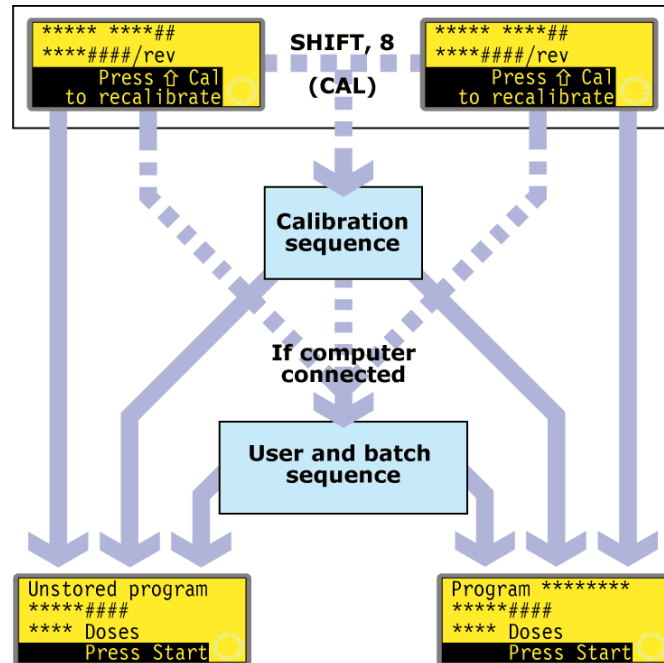 ***** ****##
****####/rev
Press ⇧ Cal
to recalibrate
SHIFT, 8
(CAL)
***** ****##
****####/rev
Press ⇧ Cal
to recalibrate
Calibration
sequence
If computer
connected
User and batch
sequence
Unstored program
*****####
**** Doses
Press Start
Program ********
*****####
**** Doses
Press Start